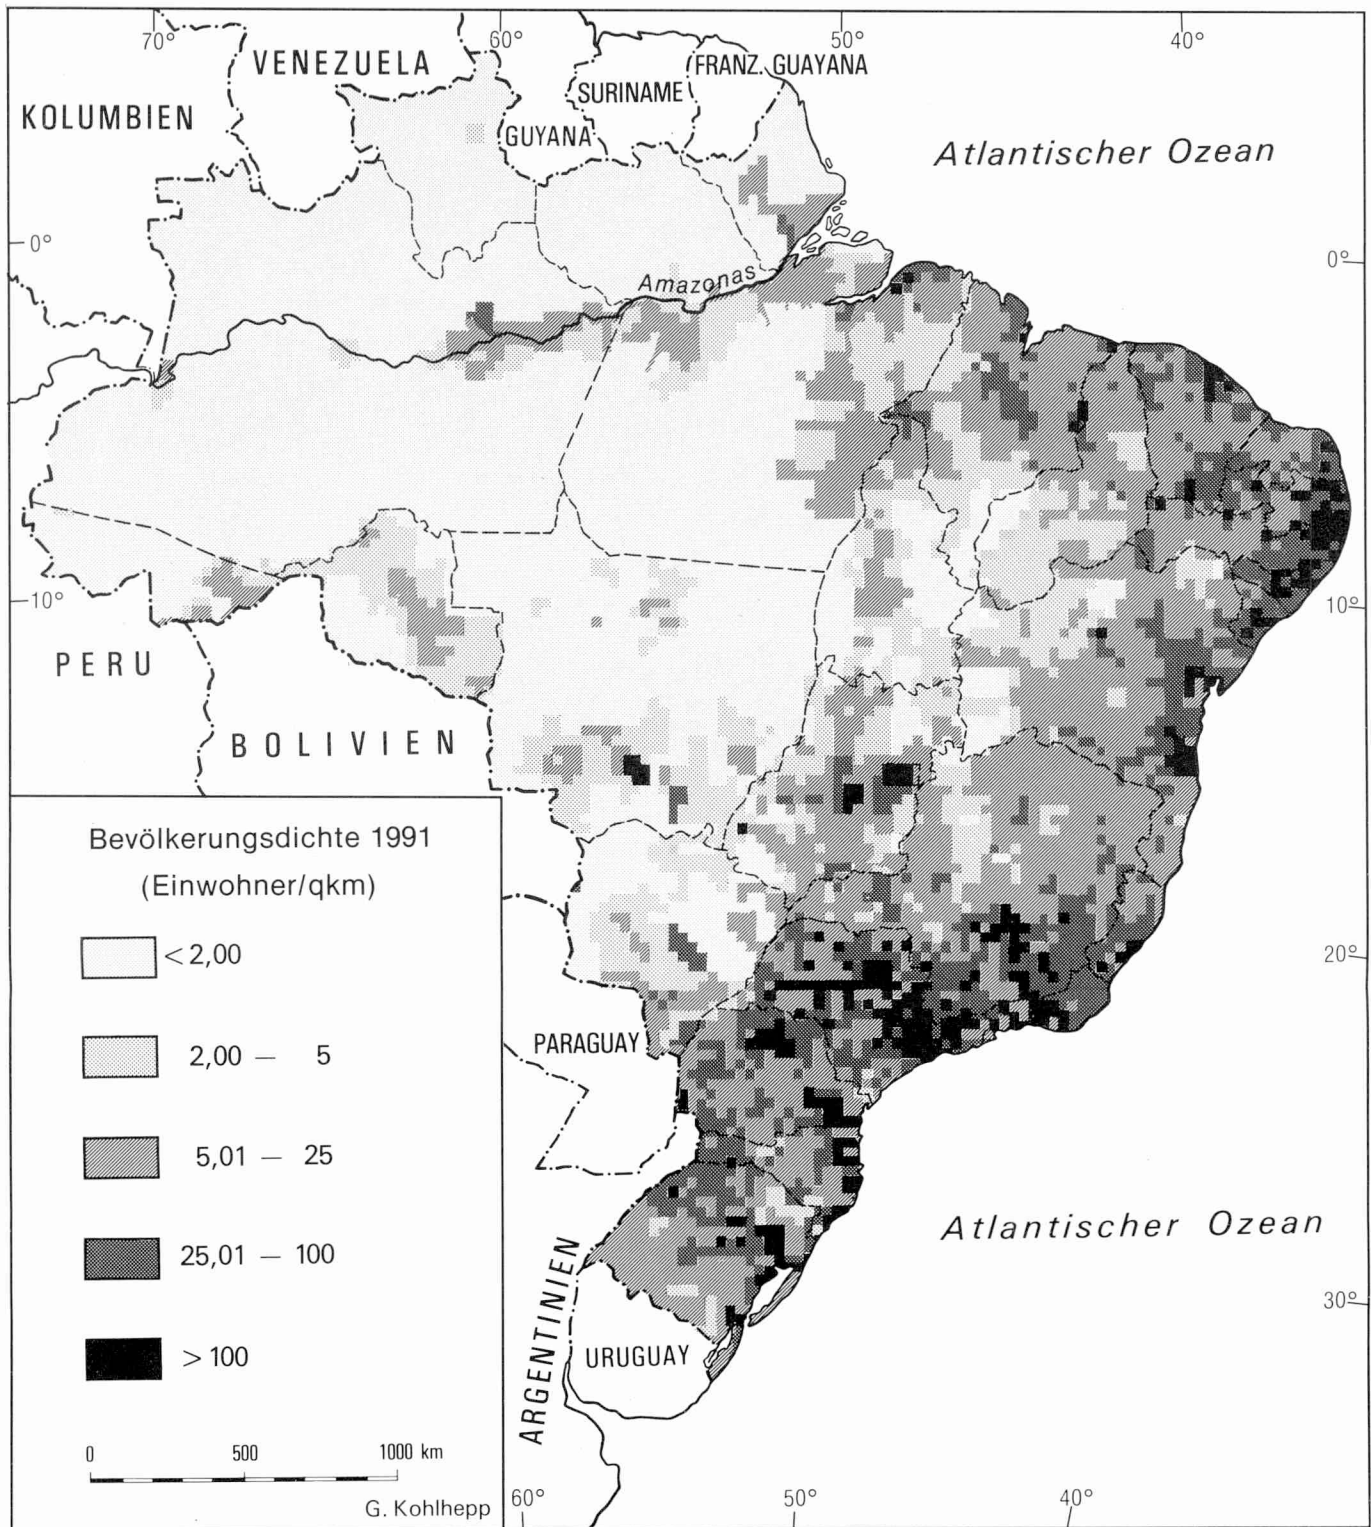 70°
60°
50°
40°
VENEZUELA
FRANZ. GUAYANA
SURINAME
KOLUMBIEN
GUYANA
Atlantischer Ozean
0°
0°
Amazonas
10°
10°
PERU
BOLIVIEN
Bevölkerungsdichte 1991
(Einwohner/qkm)
< 2,00
20°
2,00 — 5
PARAGUAY
5,01 — 25
Atlantischer Ozean
25,01 — 100
ARGENTINIEN
30°
> 100
URUGUAY
0 500 1000 km
G. Kohlhepp
60°
50°
40°